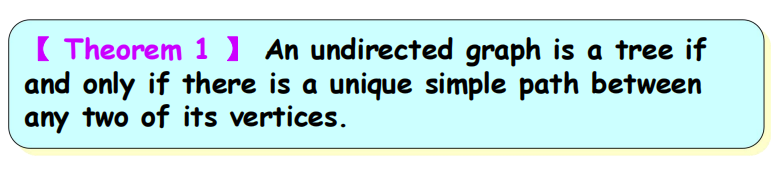 【 Theorem 1 】 An undirected graph is a tree if
and only if there is a unique simple path between
any two of its vertices.